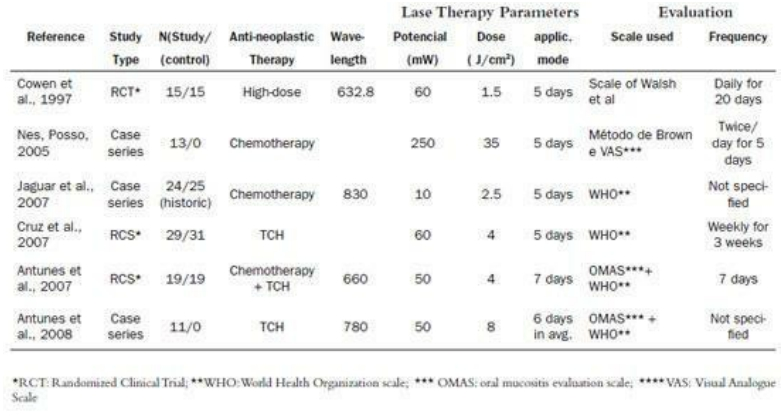 Lase Therapy Parameters Evaluation
Reference Study N(Study/ Anti-neoplastic Wave- Potencial Dose applic. Scale used Frequency
Type (control) Therapy length (mW) ( J/cm²) mode
Cowen et al., 1997 RCT* 15/15 High-dose 632.8 60 1.5 5 days Scale of Walsh et al Daily for 20 days
Nes, Posso, 2005 Case series 13/0 Chemotherapy 250 35 5 days Método de Brown e VAS*** Twice/ day for 5 days
Jaguar et al., 2007 Case series 24/25 (historic) Chemotherapy 830 10 2.5 5 days WHO** Not speci- fied
Cruz et al., 2007 RCS* 29/31 TCH 60 4 5 days WHO** Weekly for 3 weeks
Antunes et al., 2007 RCS* 19/19 Chemotherapy + TCH 660 50 4 7 days OMAS***+ WHO** 7 days
Antunes et al., 2008 Case series 11/0 TCH 780 50 8 6 days in avg. OMAS*** + WHO** Not speci- fied
*RCT: Randomized Clinical Trial; **WHO: World Health Organization scale; *** OMAS: oral mucositis evaluation scale; ****VAS: Visual Analogue
Scale